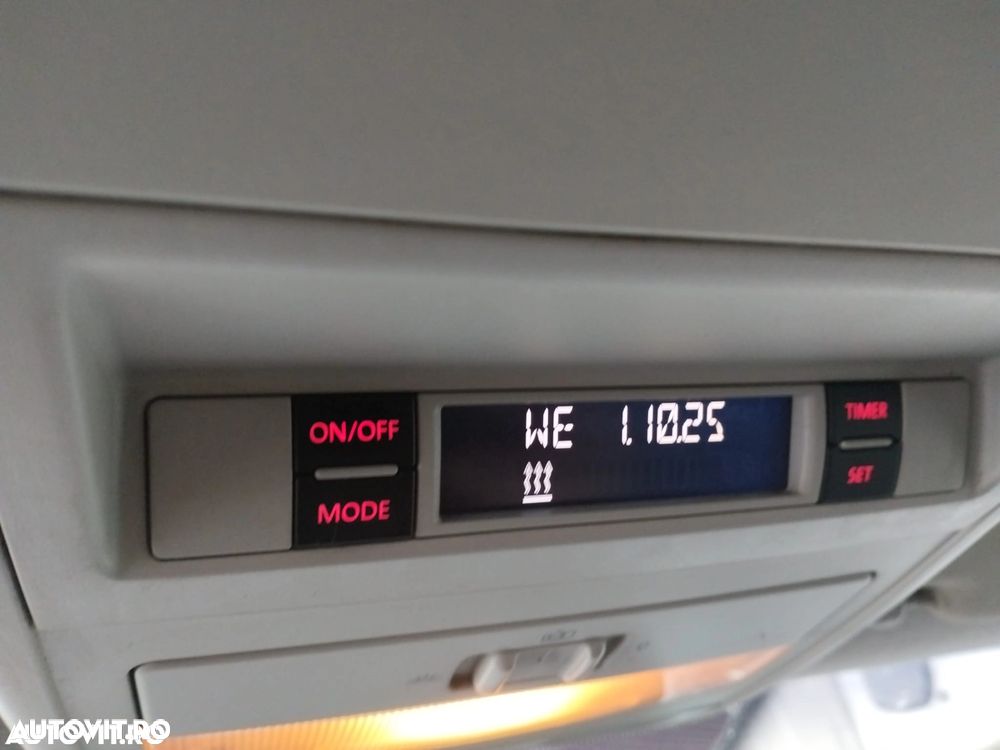 ON/OFF
MODE
WE 1.10.25
TIMER
SET
AUTOVIT.RO